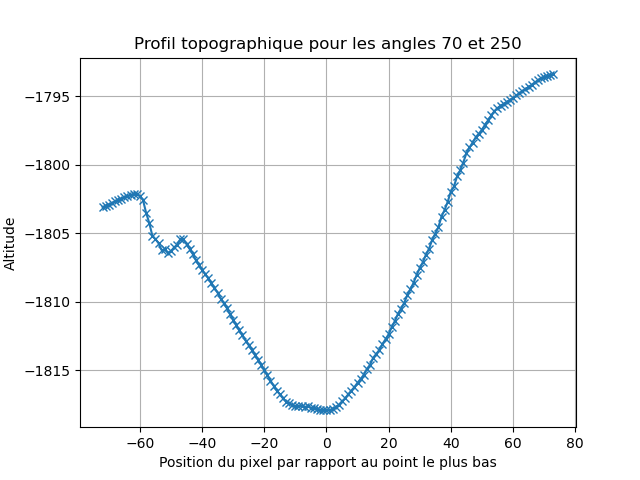 Profil topographique pour les angles 70 et 250
−1795
−1800
−1805
−1810
−1815
Altitude
−60 −40 −20 0 20 40 60 80
Position du pixel par rapport au point le plus bas